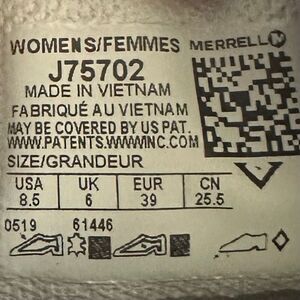 WOMENS/FEMMES MERRELL
J75702
MADE IN VIETNAM
FABRIQUÉ AU VIETNAM
MAY BE COVERED BY US PAT.
WWW.PATENTS.WWWINC.COM
SIZE/GRANDEUR
USA UK EUR CN
8.5 6 39 25.5
0519 61446